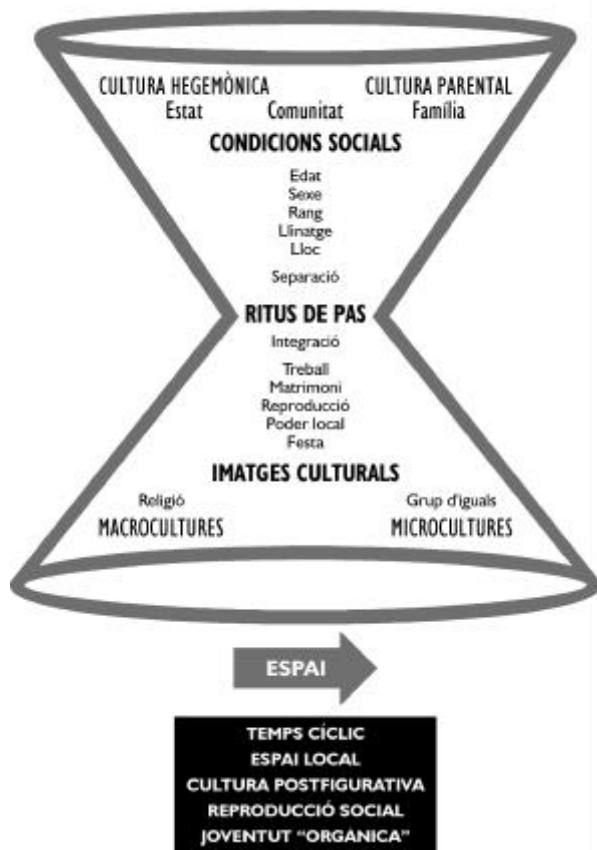 CULTURA HEGEMÒNICA CULTURA PARENTAL
Estat Comunitat Família
CONDICIONS SOCIALS
Edat
Sexe
Rang
Llinatge
Lloc
Separació
RITUS DE PAS
Integració
Treball
Matrimoni
Reproducció
Poder local
Festa
IMATGES CULTURALS
Religió Grup d'iguals
MACROCULTURES MICROCULTURES
ESPAI
TEMPS CÍCLIC
ESPAI LOCAL
CULTURA POSTFIGURATIVA
REPRODUCCIÓ SOCIAL
JOVENTUT "ORGÀNICA"